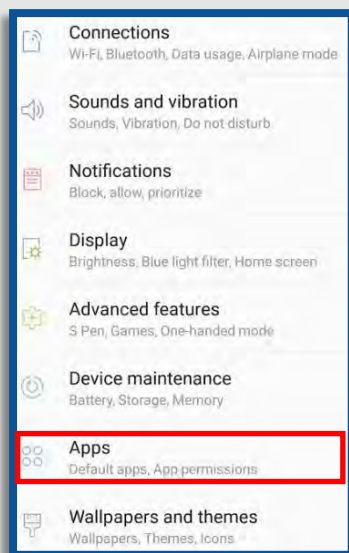 Connections
Wi-Fi, Bluetooth, Data usage, Airplane mode
Sounds and vibration
Sounds, Vibration, Do not disturb
Notifications
Block, allow, prioritize
Display
Brightness, Blue light filter, Home screen
Advanced features
S Pen, Games, One-handed mode
Device maintenance
Battery, Storage, Memory
Apps
Default apps, App permissions
Wallpapers and themes
Wallpapers, Themes, Icons